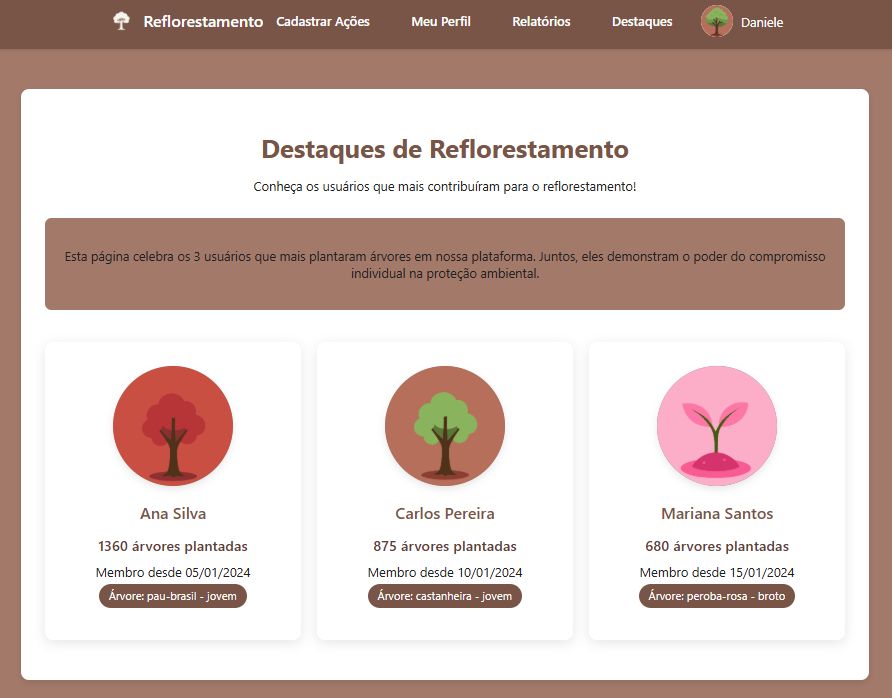 Reflorestamento Cadastrar Ações Meu Perfil Relatórios Destaques Daniele
Destaques de Reflorestamento
Conheça os usuários que mais contribuíram para o reflorestamento!
Esta página celebra os 3 usuários que mais plantaram árvores em nossa plataforma. Juntos, eles demonstram o poder do compromisso
individual na proteção ambiental.
Ana Silva
1360 árvores plantadas
Membro desde 05/01/2024
Árvore: pau-brasil - jovem
Carlos Pereira
875 árvores plantadas
Membro desde 10/01/2024
Árvore: castanheira - jovem
Mariana Santos
680 árvores plantadas
Membro desde 15/01/2024
Árvore: peroba-rosa - broto